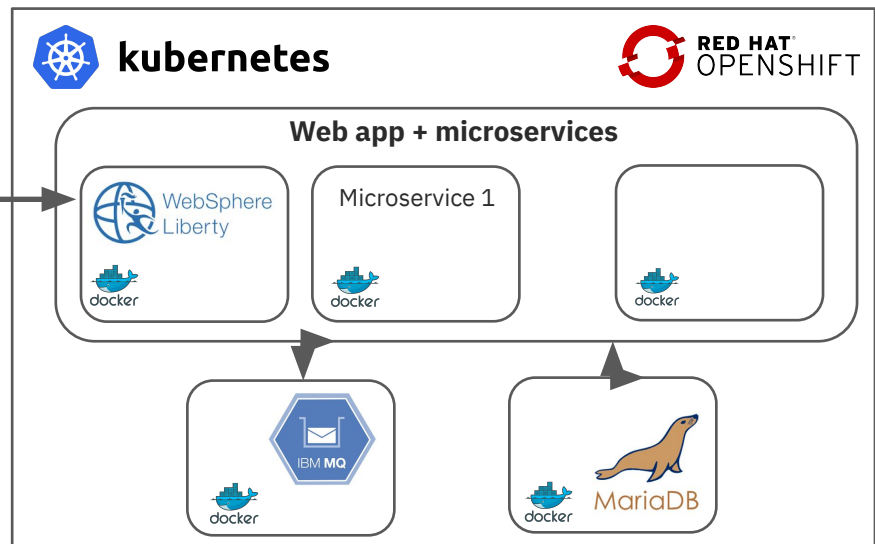 kubernetes
RED HAT®
OPENSHIFT
Web app + microservices
WebSphere
Liberty
docker
Microservice 1
docker
docker
IBM MQ
docker
MariaDB
docker